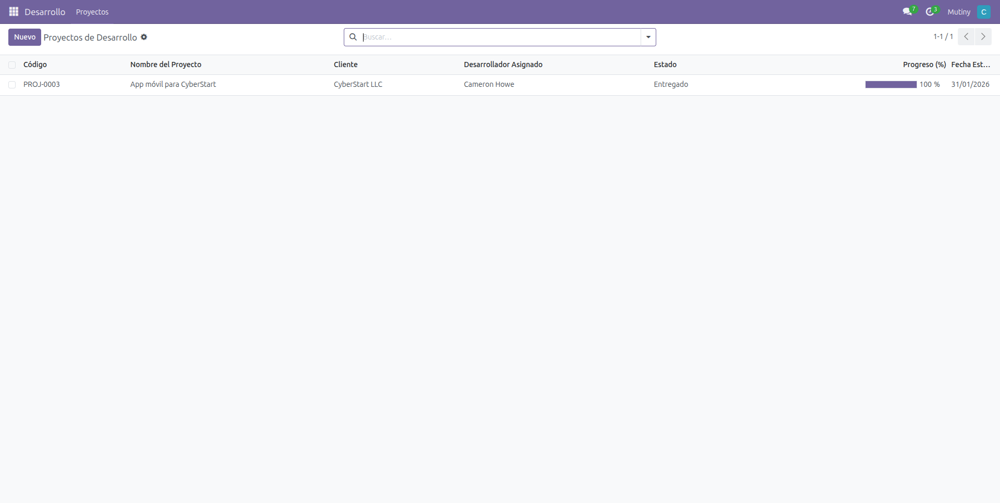 Desarrollo Proyectos 7 3 Mutiny C
Nuevo Proyectos de Desarrollo Buscar... 1-1 / 1
Código Nombre del Proyecto Cliente Desarrollador Asignado Estado Progreso (%) Fecha Est...
PROJ-0003 App móvil para CyberStart CyberStart LLC Cameron Howe Entregado 100 % 31/01/2026